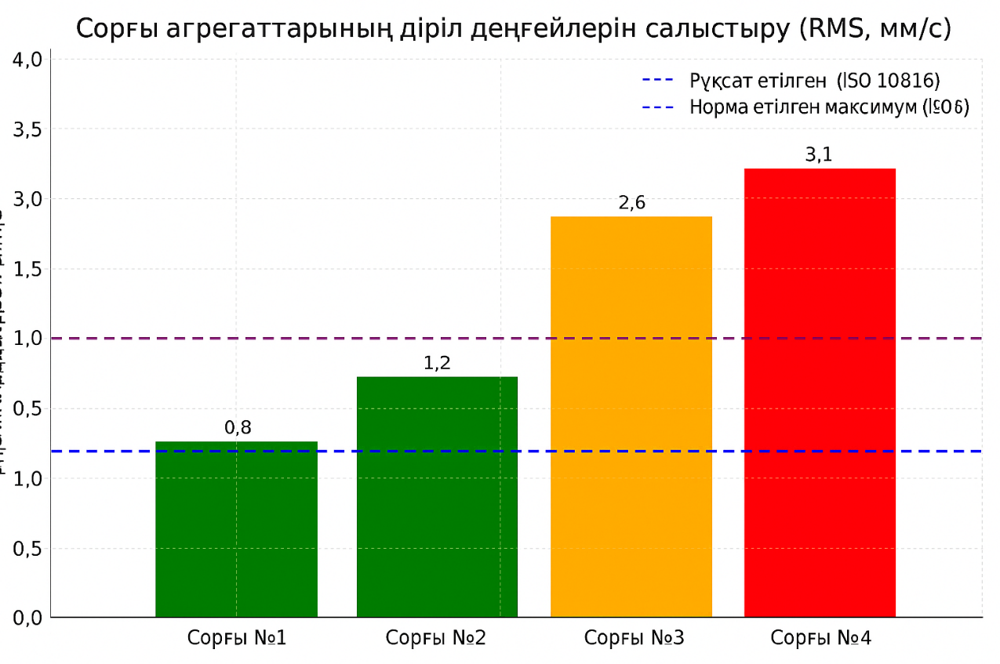 Сорғы агрегаттарының діріл деңғейлерін салыстыру (RMS, мм/с)
4,0
3,5
3,0
1,5
1,0
0,5
1,0
0,5
0,0
Рұқсат етілген (ISO 10816)
Норма етілген максимум
0,8
1,2
2,6
3,1
Сорғы №1
Сорғы №2
Сорғы №3
Сорғы №4